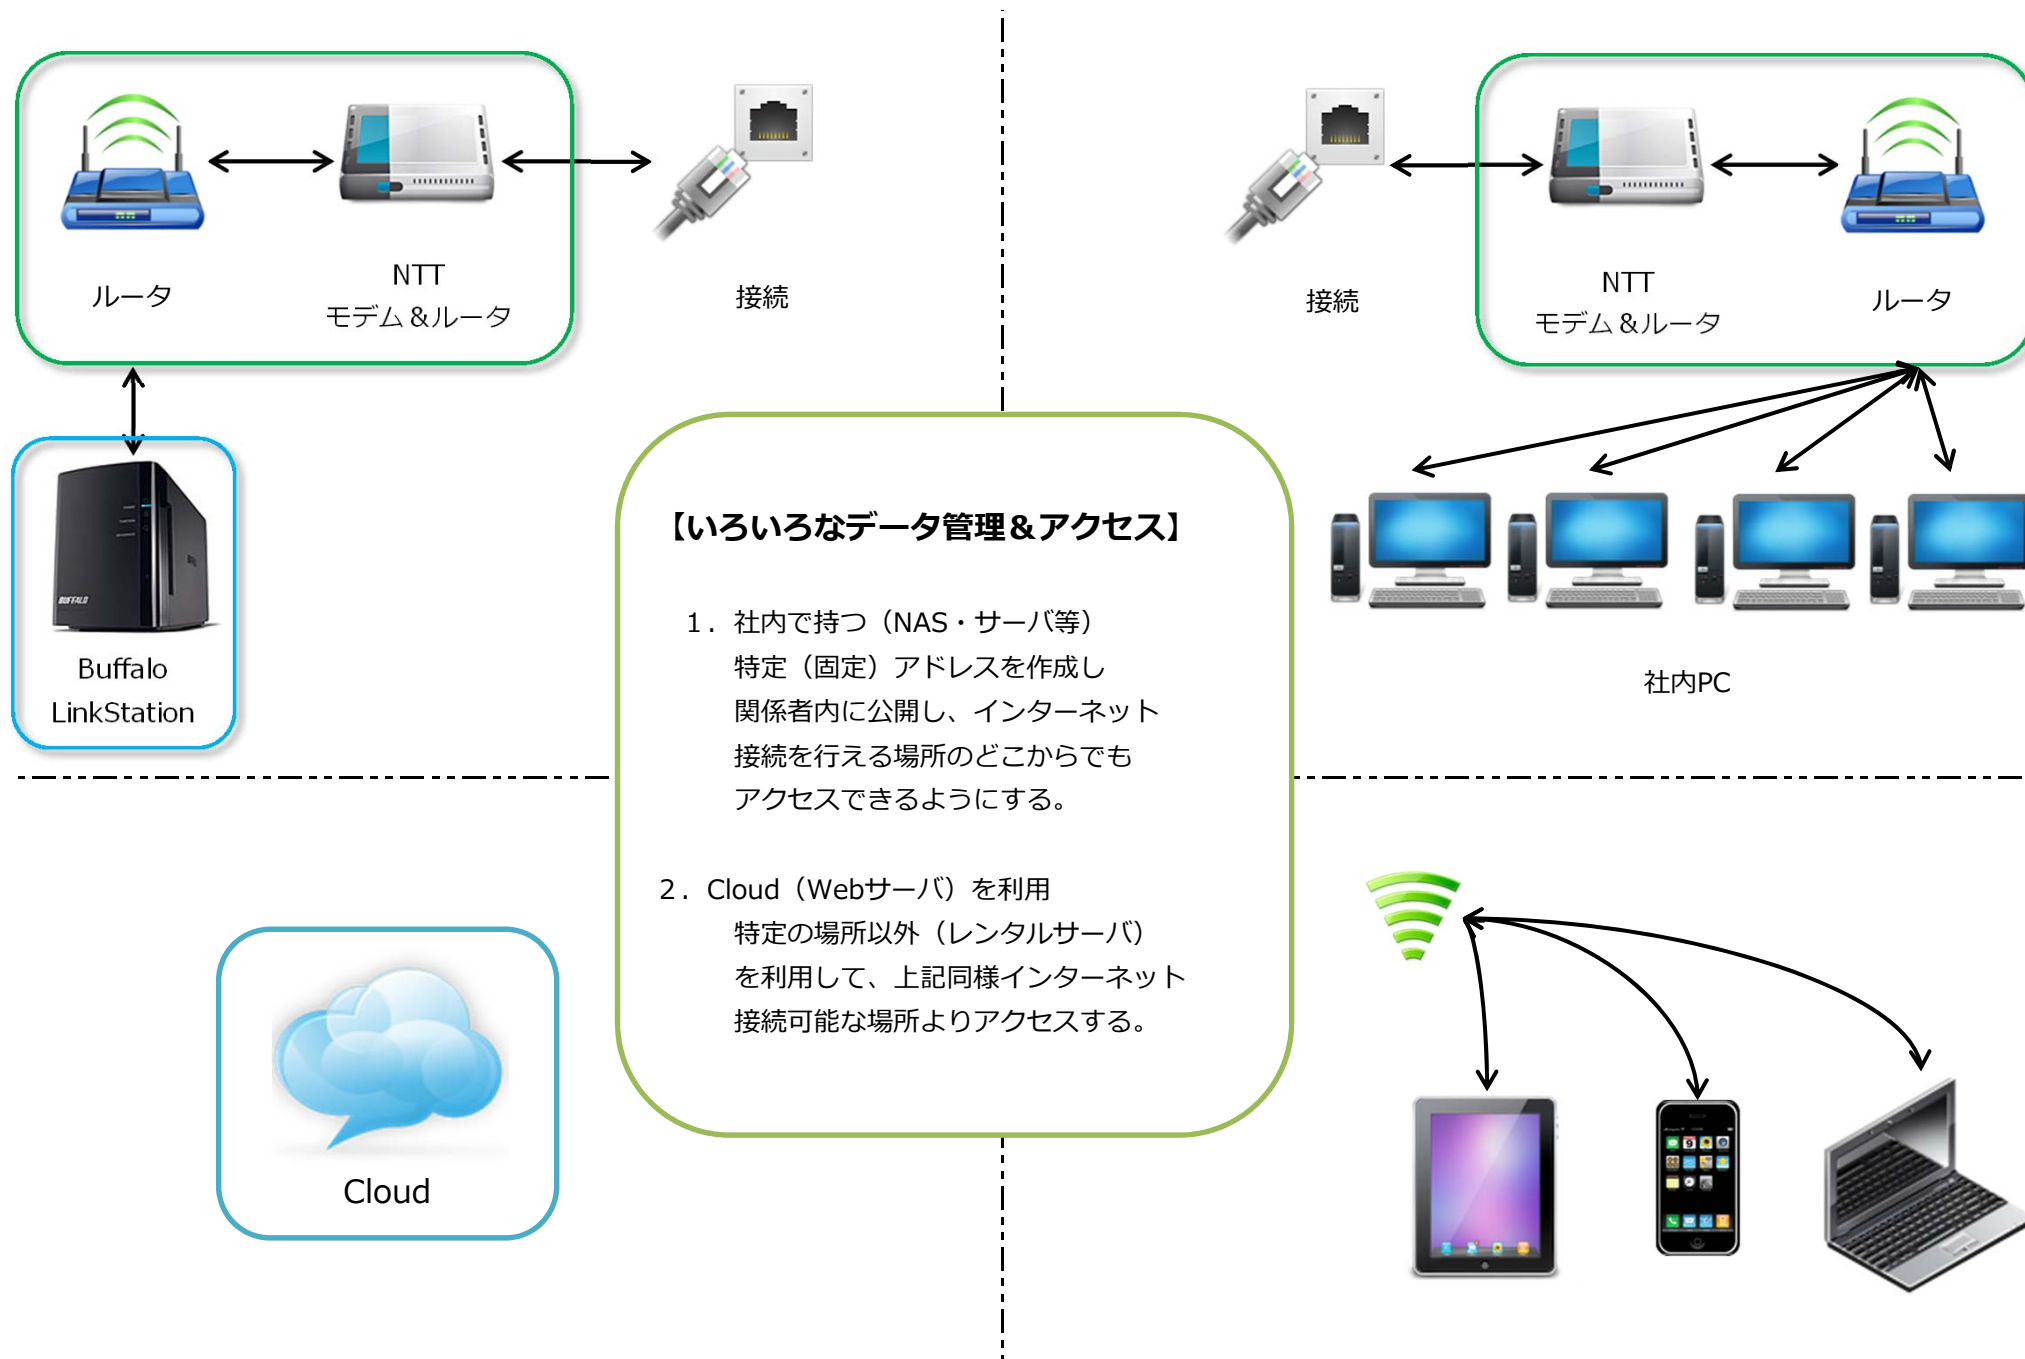 ルータ
NTT
モデム&ルータ
接続
接続
NTT
モデム&ルータ
ルータ
BUFFALO
Buffalo
LinkStation
【いろいろなデータ管理＆アクセス】
１．社内で持つ（NAS・サーバ等）
特定（固定）アドレスを作成し
関係者内に公開し、インターネット
接続を行える場所のどこからでも
アクセスできるようにする。
２．Cloud（Webサーバ）を利用
特定の場所以外（レンタルサーバ）
を利用して、上記同様インターネット
接続可能な場所よりアクセスする。
社内PC
Cloud